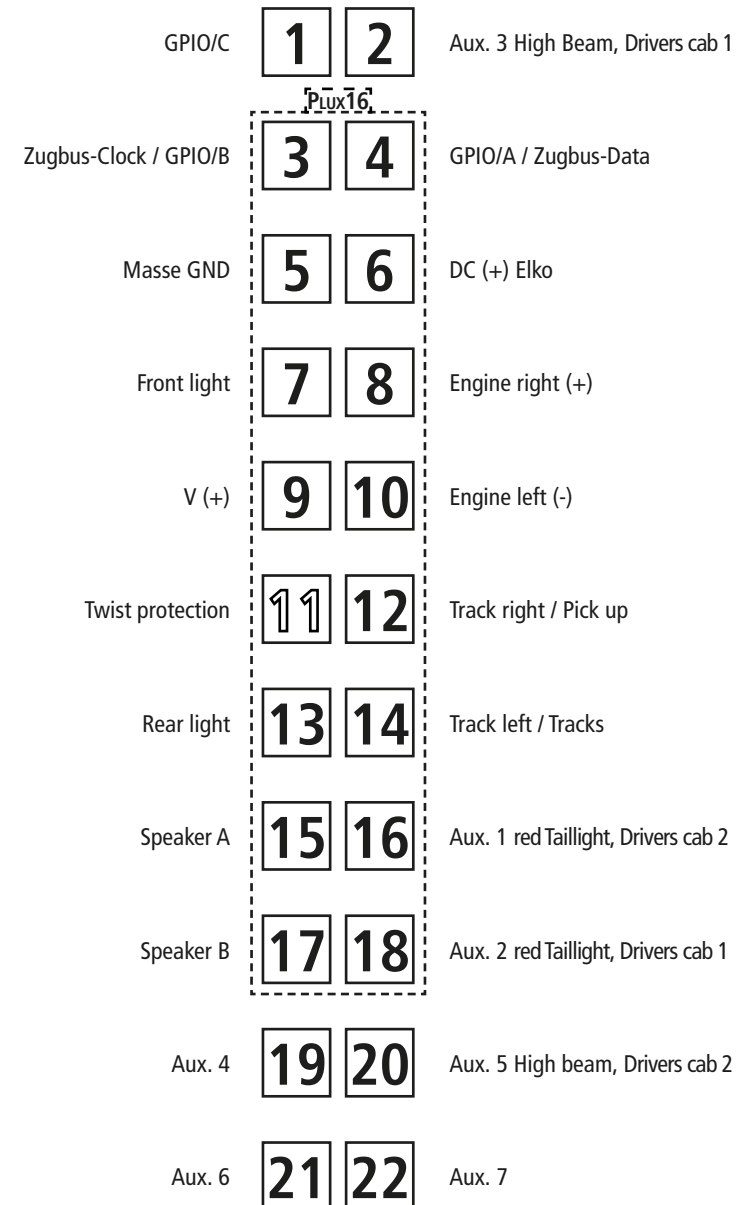 GPIO/C 1 2 Aux. 3 High Beam, Drivers cab 1
PLUX16
Zugbus-Clock / GPIO/B 3 4 GPIO/A / Zugbus-Data
Masse GND 5 6 DC (+) Elko
Front light 7 8 Engine right (+)
V (+) 9 10 Engine left (-)
Twist protection 11 12 Track right / Pick up
Rear light 13 14 Track left / Tracks
Speaker A 15 16 Aux. 1 red Taillight, Drivers cab 2
Speaker B 17 18 Aux. 2 red Taillight, Drivers cab 1
Aux. 4 19 20 Aux. 5 High beam, Drivers cab 2
Aux. 6 21 22 Aux. 7